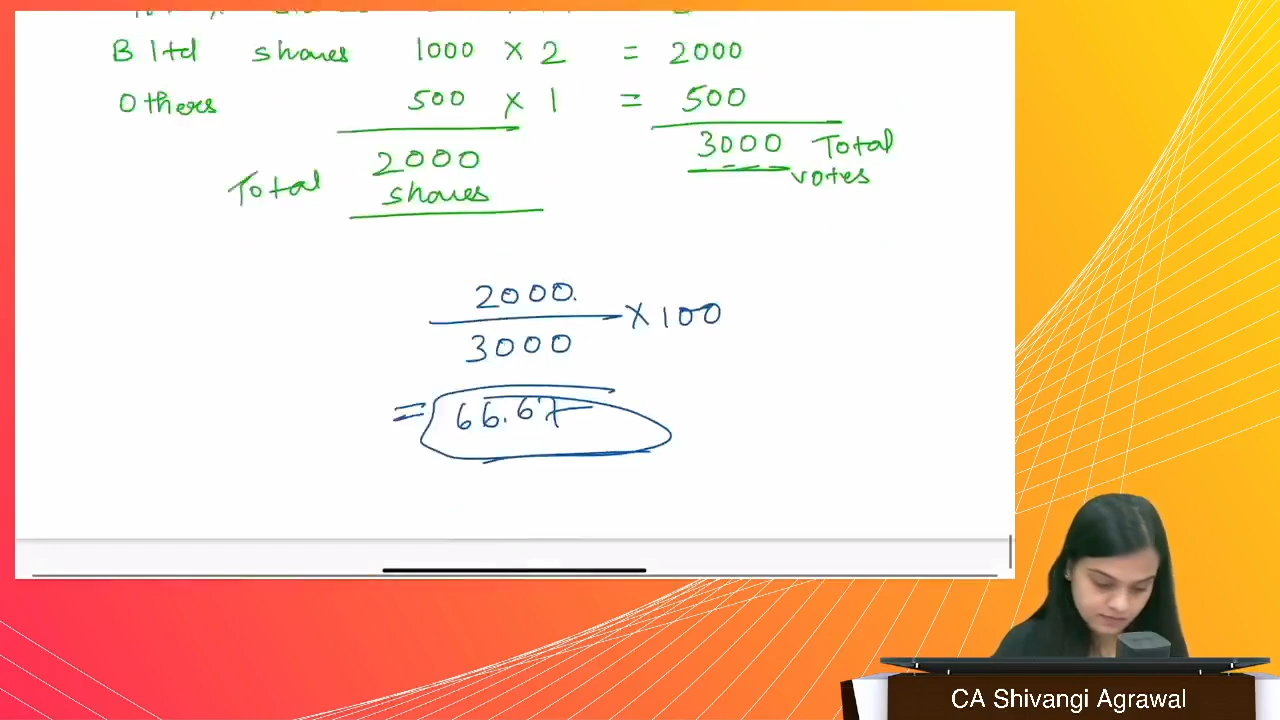 B ltd shares 1000 × 2 = 2000
Others 500 × 1 = 500
Total 2000 shares 3000 Total votes
2000
3000 × 100
= 66.67
CA Shivangi Agrawal